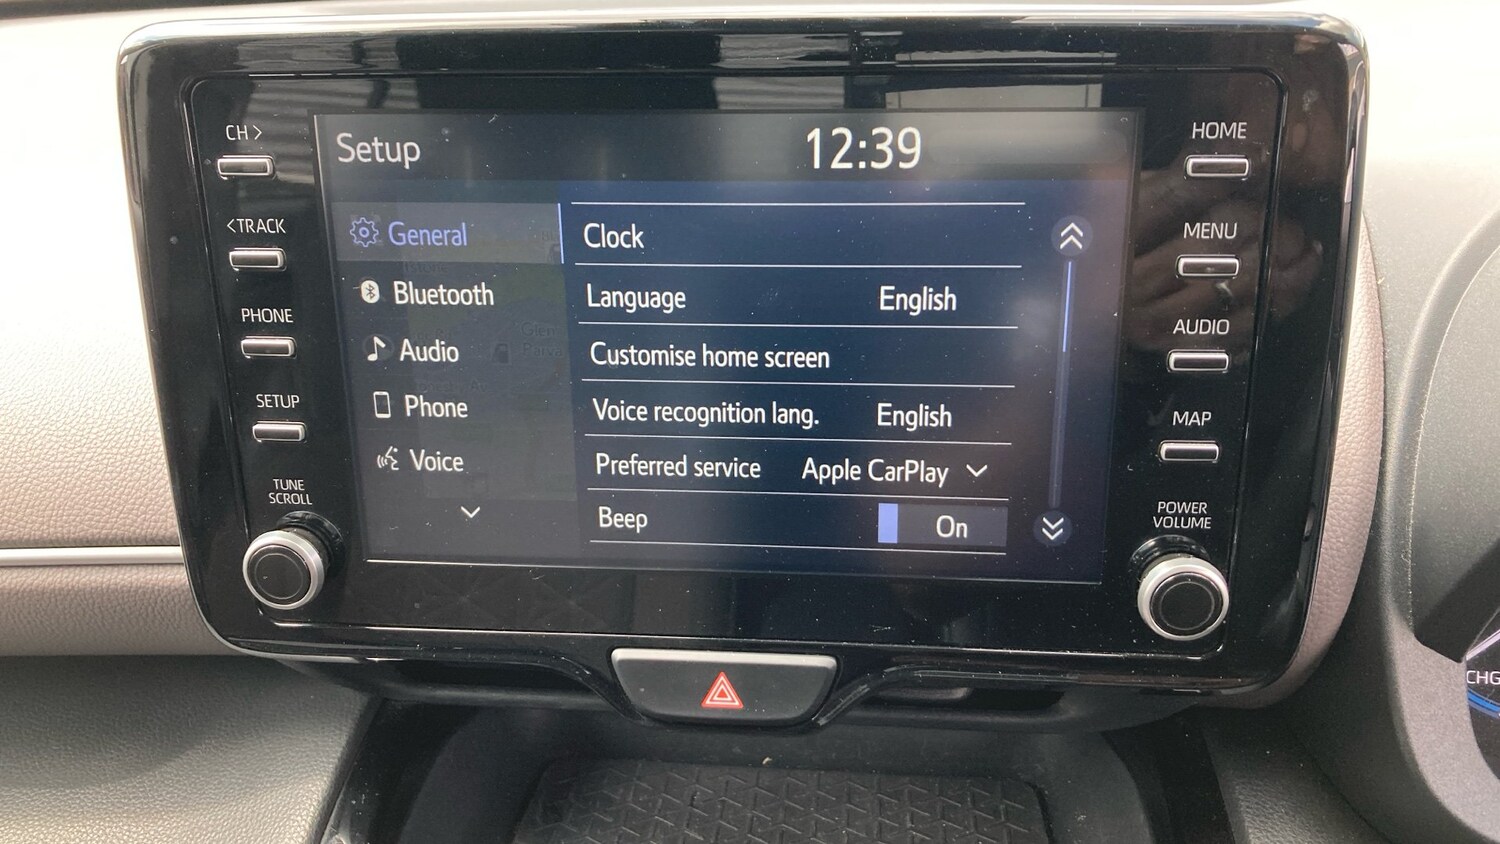 CH >
<TRACK
PHONE
SETUP
TUNE
SCROLL
Setup
12:39
General
Bluetooth
Audio
Phone
Voice
Clock
Language English
Customise home screen
Voice recognition lang. English
Preferred service Apple CarPlay
Beep On
HOME
MENU
AUDIO
MAP
POWER
VOLUME
CHG